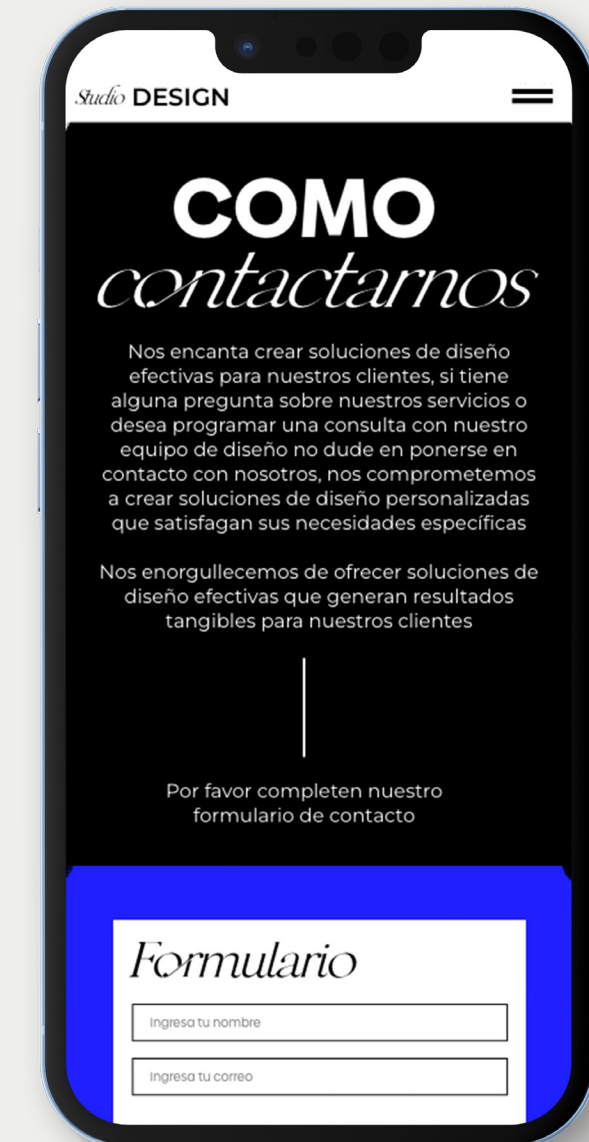 Studio DESIGN
COMO
contactarnos
Nos encanta crear soluciones de diseño
efectivas para nuestros clientes, si tiene
alguna pregunta sobre nuestros servicios o
desea programar una consulta con nuestro
equipo de diseño no dude en ponerse en
contacto con nosotros, nos comprometemos
a crear soluciones de diseño personalizadas
que satisfagan sus necesidades específicas
Nos enorgullecemos de ofrecer soluciones de
diseño efectivas que generan resultados
tangibles para nuestros clientes
Por favor completen nuestro
formulario de contacto
Formulario
Ingresa tu nombre
Ingresa tu correo